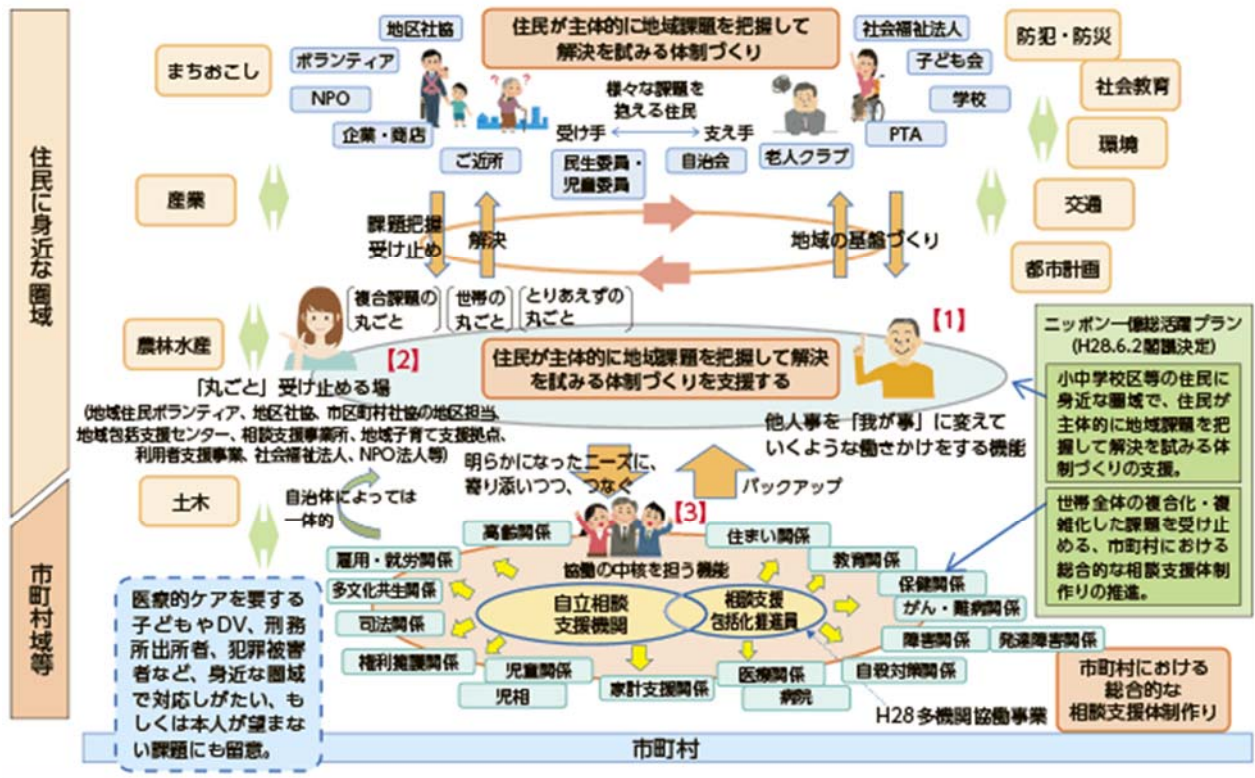 住民に身近な圏域
市町村域等
住民が主体的に地域課題を把握して
解決を試みる体制づくり
まちおこし
地区社協
ボランティア
NPO
企業・商店
ご近所
様々な課題を
抱える住民
受け手
支え手
民生委員・
児童委員
自治会
老人クラブ
社会福祉法人
子ども会
学校
PTA
防犯・防災
社会教育
環境
交通
都市計画
産業
農林水産
土木
課題把握
受け止め
解決
地域の基盤づくり
複合課題の
丸ごと
世帯の
丸ごと
とりあえずの
丸ごと
【1】
【2】
住民が主体的に地域課題を把握して解決
を試みる体制づくりを支援する
「丸ごと」受け止める場
(地域住民ボランティア、地区社協、市区町村社協の地区担当、
地域包括支援センター、相談支援事業所、地域子育て支援拠点、
利用者支援事業、社会福祉法人、NPO法人等)
他人事を「我が事」に変えて
いくような働きかけをする機能
ニッポン一億総活躍プラン
(H28.6.2閣議決定)
小中学校区等の住民に
身近な圏域で、住民が
主体的に地域課題を把
握して解決を試みる体
制づくりの支援。
世帯全体の複合化・複
雑化した課題を受け止
める、市町村における
総合的な相談支援体制
作りの推進。
明らかになったニーズに、
寄り添いつつ、つなぐ
バックアップ
自治体によっては
一体的
【3】
協働の中核を担う機能
自立相談
支援機関
相談支援
包括化推進員
高齢関係
住まい関係
雇用・就労関係
教育関係
多文化共生関係
保健関係
司法関係
がん・難病関係
権利擁護関係
障害関係
発達障害関係
児童関係
児相
家計支援関係
医療関係
病院
自殺対策関係
H28多機関協働事業
医療的ケアを要する
子どもやDV、刑務
所出所者、犯罪被害
者など、身近な圏域
で対応しがたい、も
しくは本人が望まな
い課題にも留意。
市町村における
総合的な
相談支援体制作り
市町村